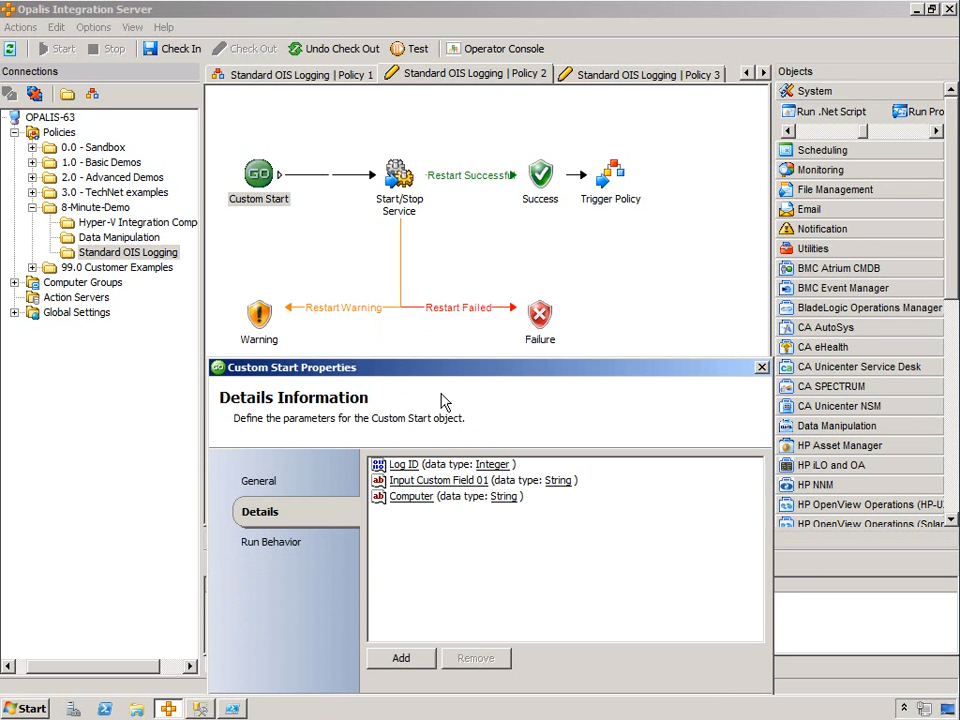 Opalis Integration Server
Actions Edit Options View Help
Start Stop Check In Check Out Undo Check Out Test Operator Console
Connections
OPALIS-63
Policies
0.0 - Sandbox
1.0 - Basic Demos
2.0 - Advanced Demos
3.0 - TechNet examples
8-Minute-Demo
Hyper-V Integration Comp
Data Manipulation
Standard OIS Logging
99.0 Customer Examples
Computer Groups
Action Servers
Global Settings
Standard OIS Logging | Policy 1 Standard OIS Logging | Policy 2 Standard OIS Logging | Policy 3
GO
Restart Successfu
Custom Start
Start/Stop
Service
Success
Trigger Policy
Restart Warning
Restart Failed
Warning
Failure
GO Custom Start Properties
Details Information
Define the parameters for the Custom Start object.
General
Details
Run Behavior
Log ID (data type: Integer )
ab Input Custom Field 01 (data type: String )
ab Computer (data type: String )
Add Remove
Objects
System
Run .Net Script Run Pro
Scheduling
Monitoring
File Management
Email
Notification
Utilities
BMC Atrium CMDB
BMC Event Manager
BladeLogic Operations Manager
CA AutoSys
CA eHealth
CA Unicenter Service Desk
CA SPECTRUM
CA Unicenter NSM
Data Manipulation
HP Asset Manager
HP iLO and OA
HP NNM
HP OpenView Operations (HP-U
HP OpenView Operations (Solar
Start